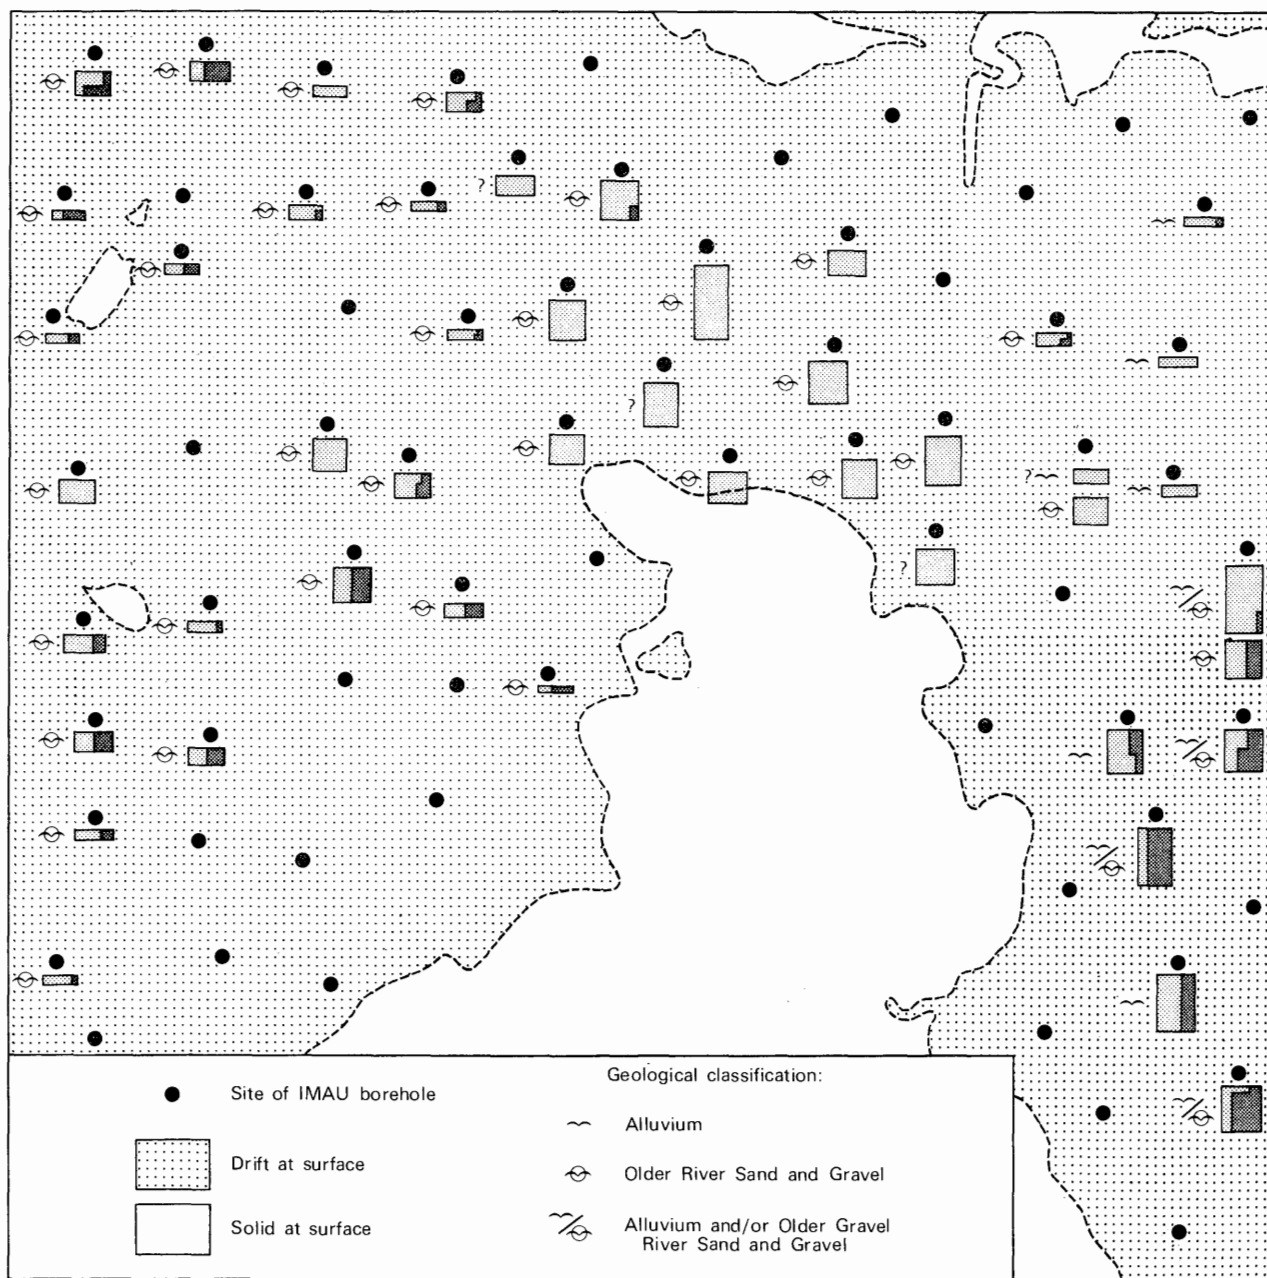 ?
?
?
?
Geological classification:
Site of IMAU borehole
Alluvium
Drift at surface
Older River Sand and Gravel
Solid at surface
Alluvium and/or Older Gravel
River Sand and Gravel